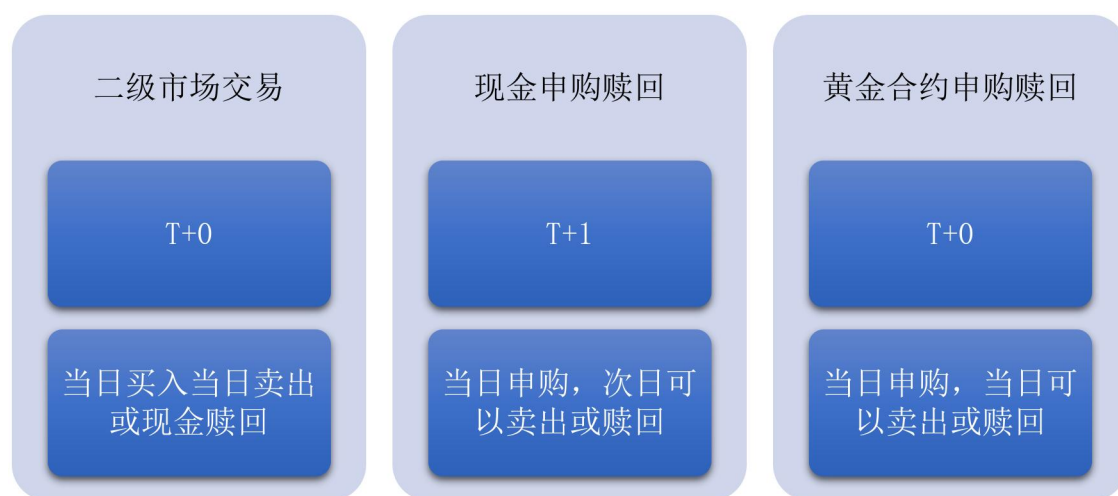 二级市场交易
T+0
当日买入当日卖出
或现金赎回
现金申购赎回
T+1
当日申购，次日可
以卖出或赎回
黄金合约申购赎回
T+0
当日申购，当日可
以卖出或赎回